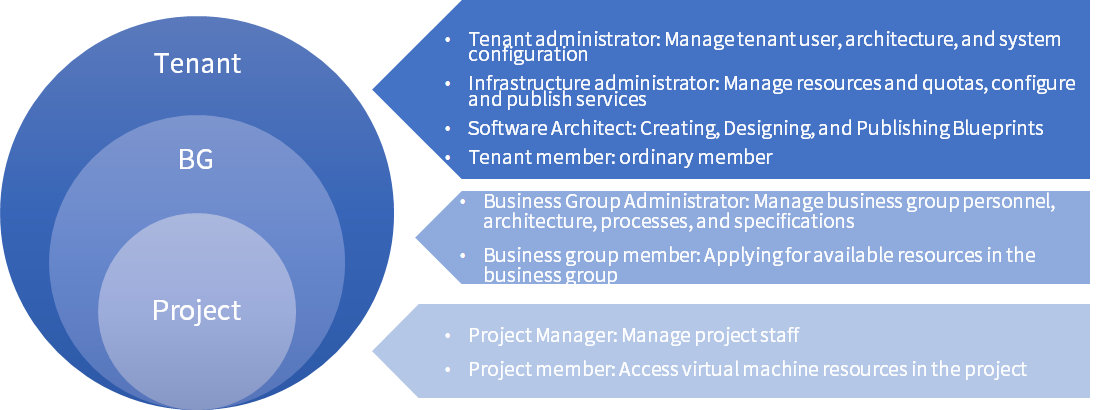 Tenant
BG
Project
• Tenant administrator: Manage tenant user, architecture, and system
configuration
• Infrastructure administrator: Manage resources and quotas, configure
and publish services
• Software Architect: Creating, Designing, and Publishing Blueprints
• Tenant member: ordinary member
• Business Group Administrator: Manage business group personnel,
architecture, processes, and specifications
• Business group member: Applying for available resources in the
business group
• Project Manager: Manage project staff
• Project member: Access virtual machine resources in the project